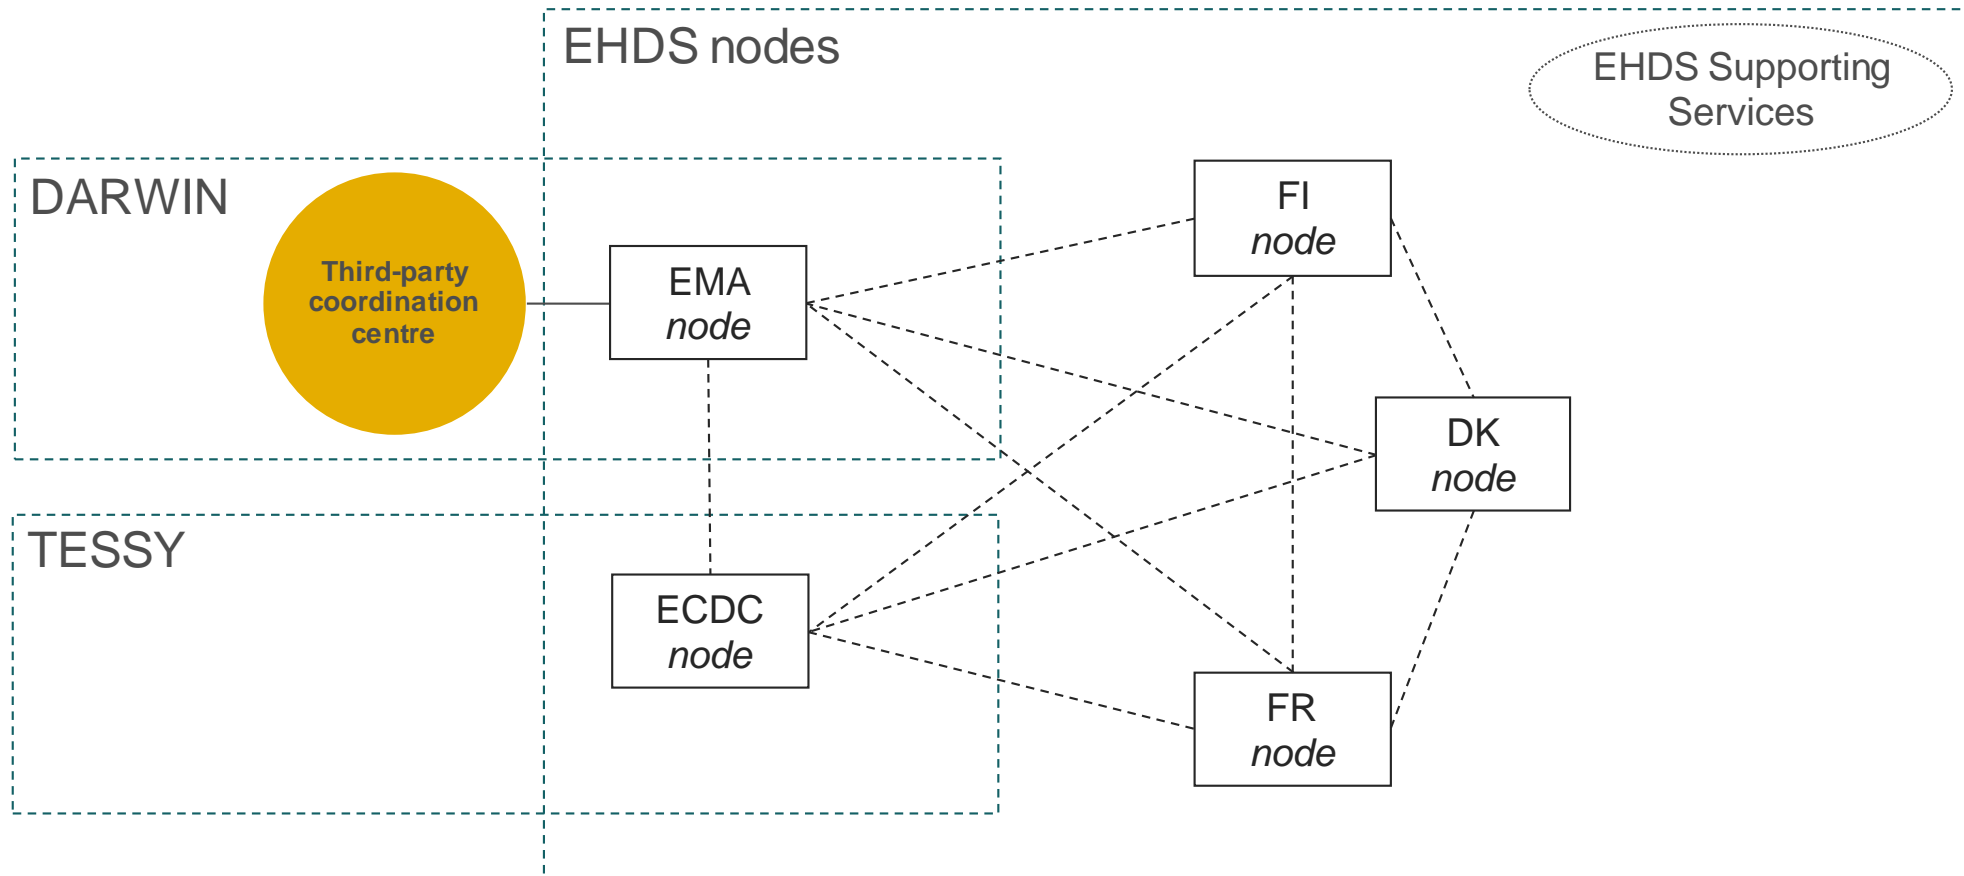 EHDS nodes
EHDS Supporting
Services
DARWIN
Third-party
coordination
centre
EMA
node
FI
node
DK
node
TESSY
ECDC
node
FR
node